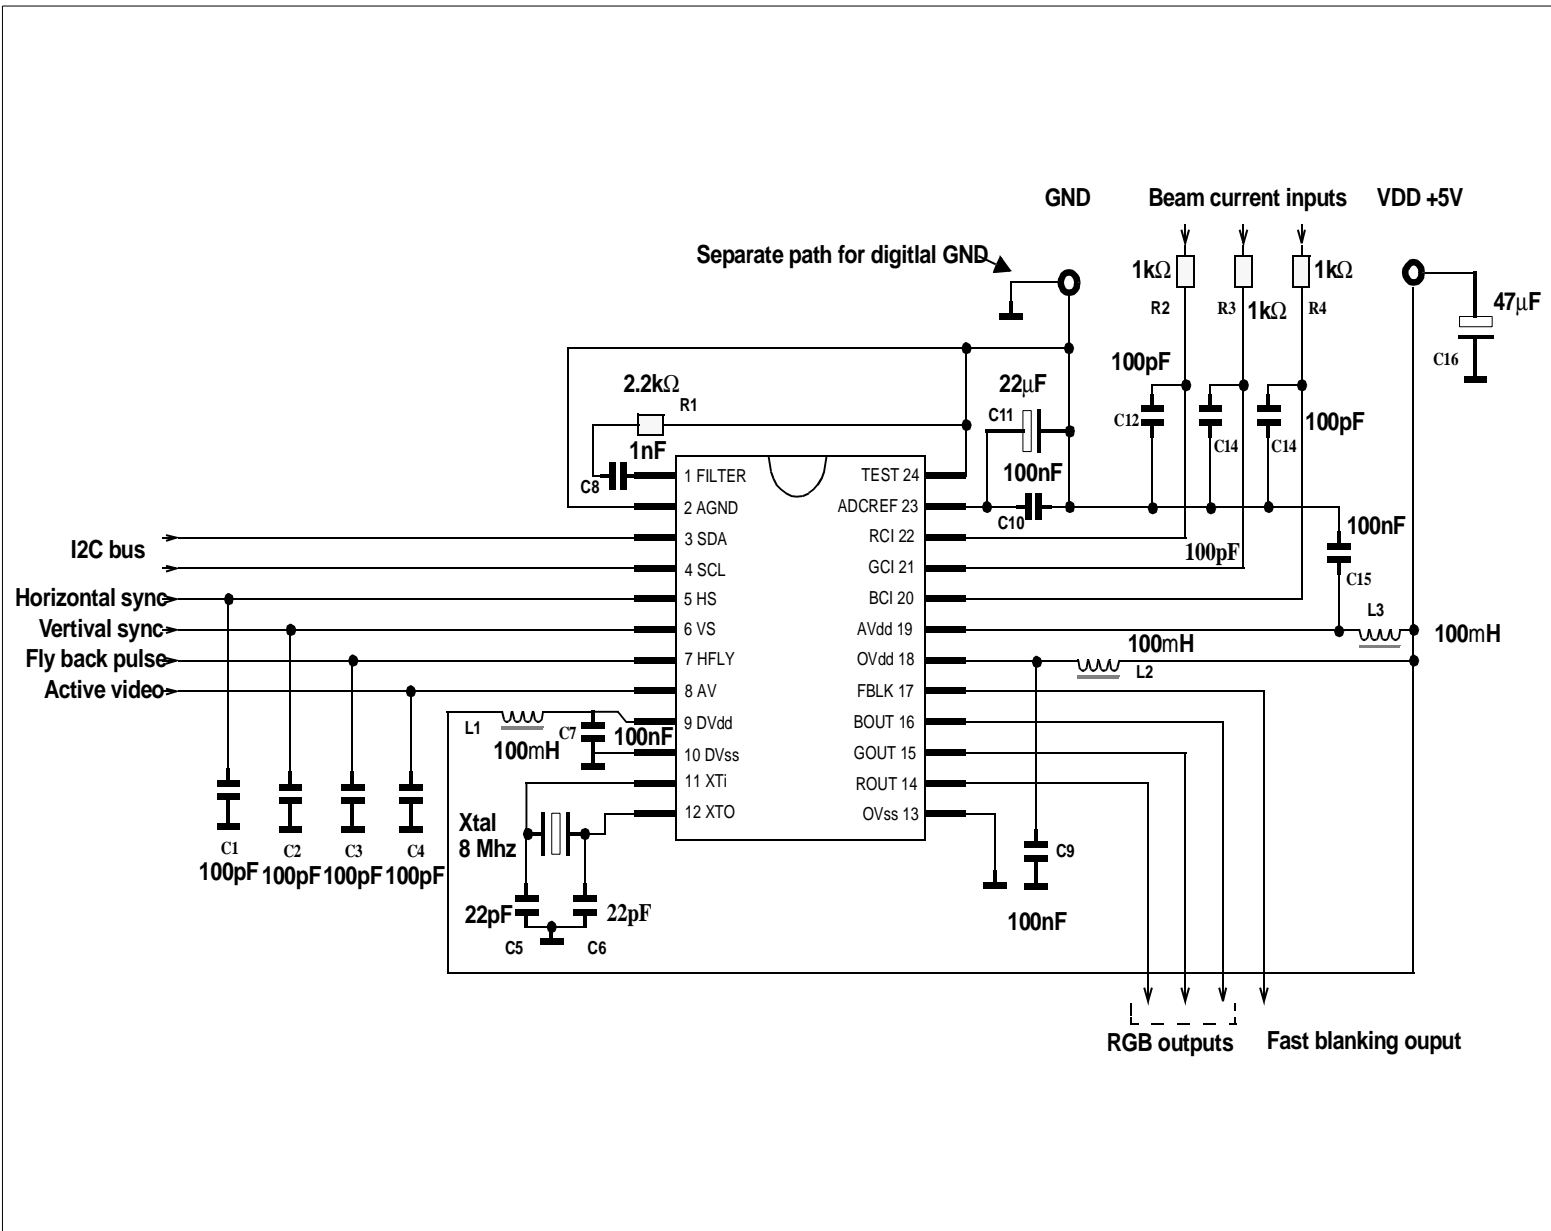 GND
Beam current inputs
VDD +5V
Separate path for digitlal GND
1kΩ
1kΩ
R2
R3
1kΩ
R4
47μF
C16
100pF
2.2kΩ
R1
22μF
C11
C12
C14
C14
100pF
1nF
C8
100nF
C10
1 FILTER
2 AGND
3 SDA
4 SCL
5 HS
6 VS
7 HFLY
8 AV
9 DVdd
10 DVss
11 XTi
12 XTO
TEST 24
ADCREF 23
RCI 22
GCI 21
BCI 20
AVdd 19
OVdd 18
FBLK 17
BOUT 16
GOUT 15
ROUT 14
OVss 13
100pF
100nF
C15
L3
100mH
100mH
L2
I2C bus
Horizontal sync
Vertival sync
Fly back pulse
Active video
L1
100mH
C7
100nF
Xtal
8 Mhz
C1
100pF
C2
100pF
C3
100pF
C4
100pF
22pF
22pF
C5
C6
C9
100nF
RGB outputs
Fast blanking ouput